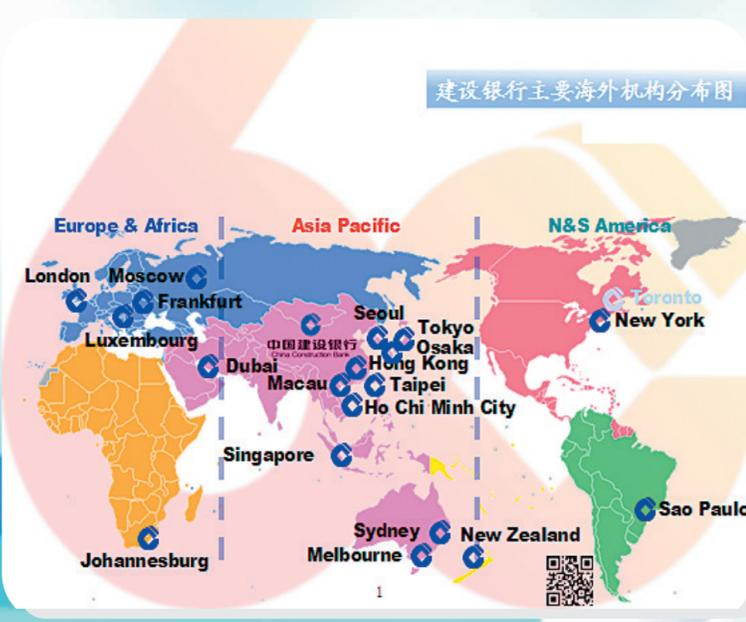 建设银行主要海外机构分布图
Europe & Africa
Asia Pacific
N&S America
London
Moscow
Frankfurt
Luxembourg
Dubai
中国建设银行
China Construction Bank
Seoul
Tokyo
Osaka
Hong Kong
Macau
Taipei
Ho Chi Minh City
Singapore
Toronto
New York
Sao Paulo
Sydney
Melbourne
New Zealand
Johannesburg
1